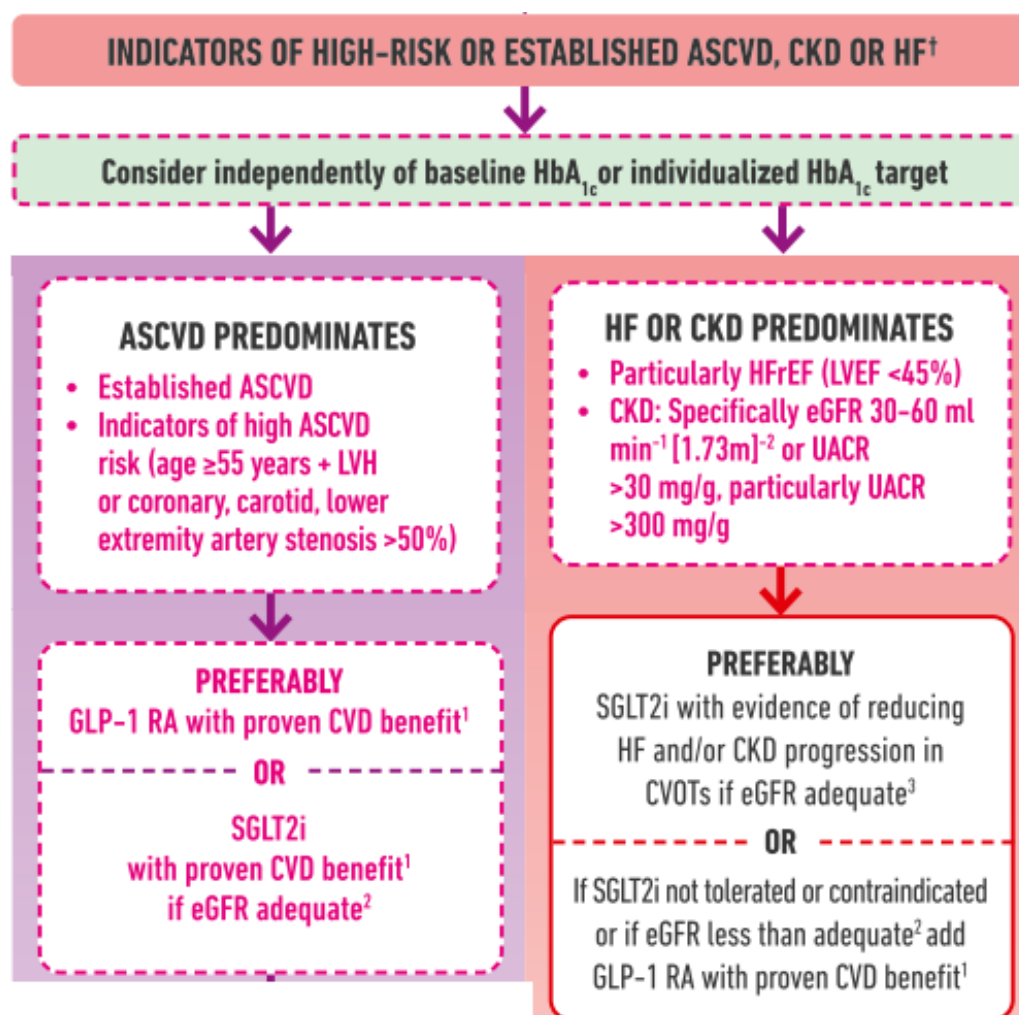 INDICATORS OF HIGH-RISK OR ESTABLISHED ASCVD, CKD OR HF†
Consider independently of baseline HbA1c or individualized HbA1c target
ASCVD PREDOMINATES
• Established ASCVD
• Indicators of high ASCVD
risk (age ≥55 years + LVH
or coronary, carotid, lower
extremity artery stenosis >50%)
PREFERABLY
GLP-1 RA with proven CVD benefit¹
OR
SGLT2i
with proven CVD benefit¹
if eGFR adequate²
HF OR CKD PREDOMINATES
• Particularly HFrEF (LVEF <45%)
• CKD: Specifically eGFR 30–60 ml
min⁻¹ [1.73m]⁻² or UACR
>30 mg/g, particularly UACR
>300 mg/g
PREFERABLY
SGLT2i with evidence of reducing
HF and/or CKD progression in
CVOTs if eGFR adequate³
OR
If SGLT2i not tolerated or contraindicated
or if eGFR less than adequate² add
GLP-1 RA with proven CVD benefit¹